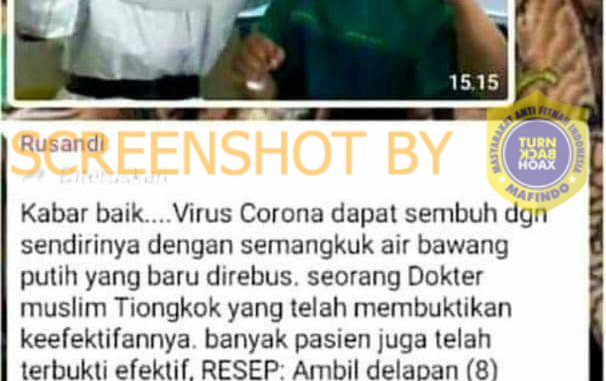 15.15
MASYARAKAT ANTI FITNAH INDONESIA
TURN
BACK
HOAX
MAFINDO
SCREENSHOT BY
Rusandi
Diteruskan
Kabar baik....Virus Corona dapat sembuh dgn
sendirinya dengan semangkuk air bawang
putih yang baru direbus. seorang Dokter
muslim Tiongkok yang telah membuktikan
keefektifannya. banyak pasien juga telah
terbukti efektif, RESEP: Ambil delapan (8)